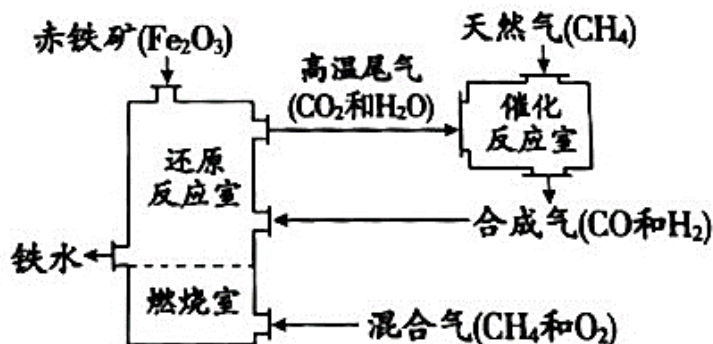 赤铁矿(Fe₂O₃)
天然气(CH₄)
高温尾气
(CO₂和H₂O)
催化
反应室
还原
反应室
合成气(CO和H₂)
铁水
燃烧室
混合气(CH₄和O₂)